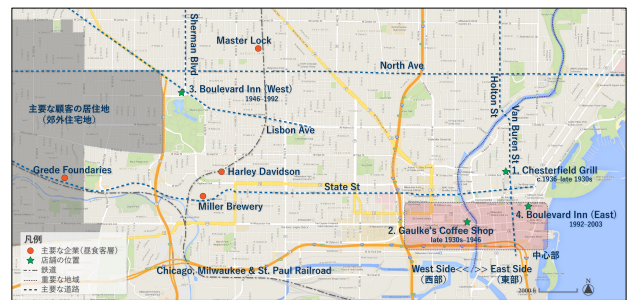 Sherman Blvd
Master Lock
North Ave
3. Boulevard Inn (West)
1946-1992
主要な顧客の居住地
(郊外住宅地)
Holton St
Van Buren St
Lisbon Ave
Grede Foundaries
Harley Davidson
1. Chesterfield Grill
c.1936-late 1930s
State St
Miller Brewery
4. Boulevard Inn (East)
1992-2003
2. Gaulke's Coffee Shop
late 1930s-1946
凡例
主要な企業(昼食客層)
店舗の位置
鉄道
重要な地域
主要な道路
Chicago, Milwaukee & St. Paul Railroad
West Side<< / >> East Side
(西部) (東部)
中心部
2000 ft
N